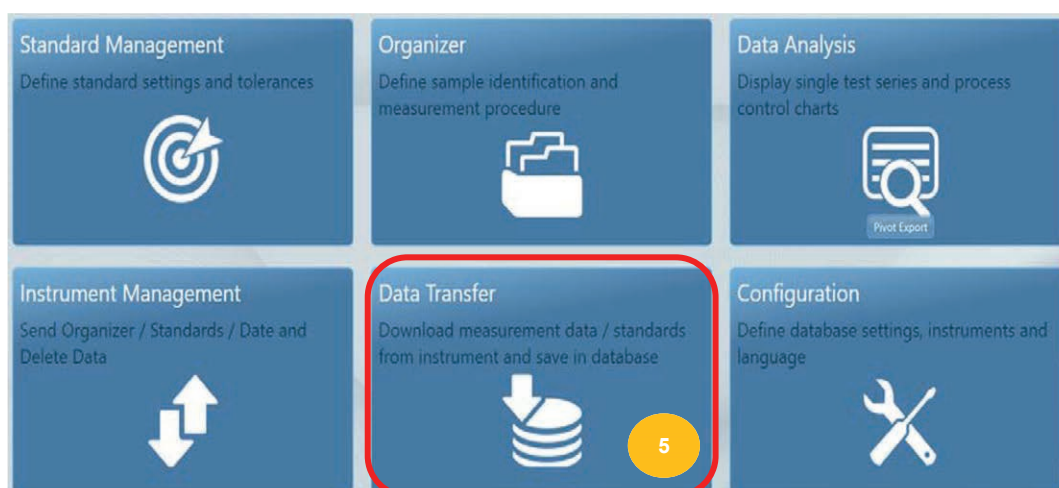 Standard Management
Define standard settings and tolerances
Organizer
Define sample identification and
measurement procedure
Data Analysis
Display single test series and process
control charts
Pivot Export
Instrument Management
Send Organizer / Standards / Date and
Delete Data
Data Transfer
Download measurement data / standards
from instrument and save in database
5
Configuration
Define database settings, instruments and
language